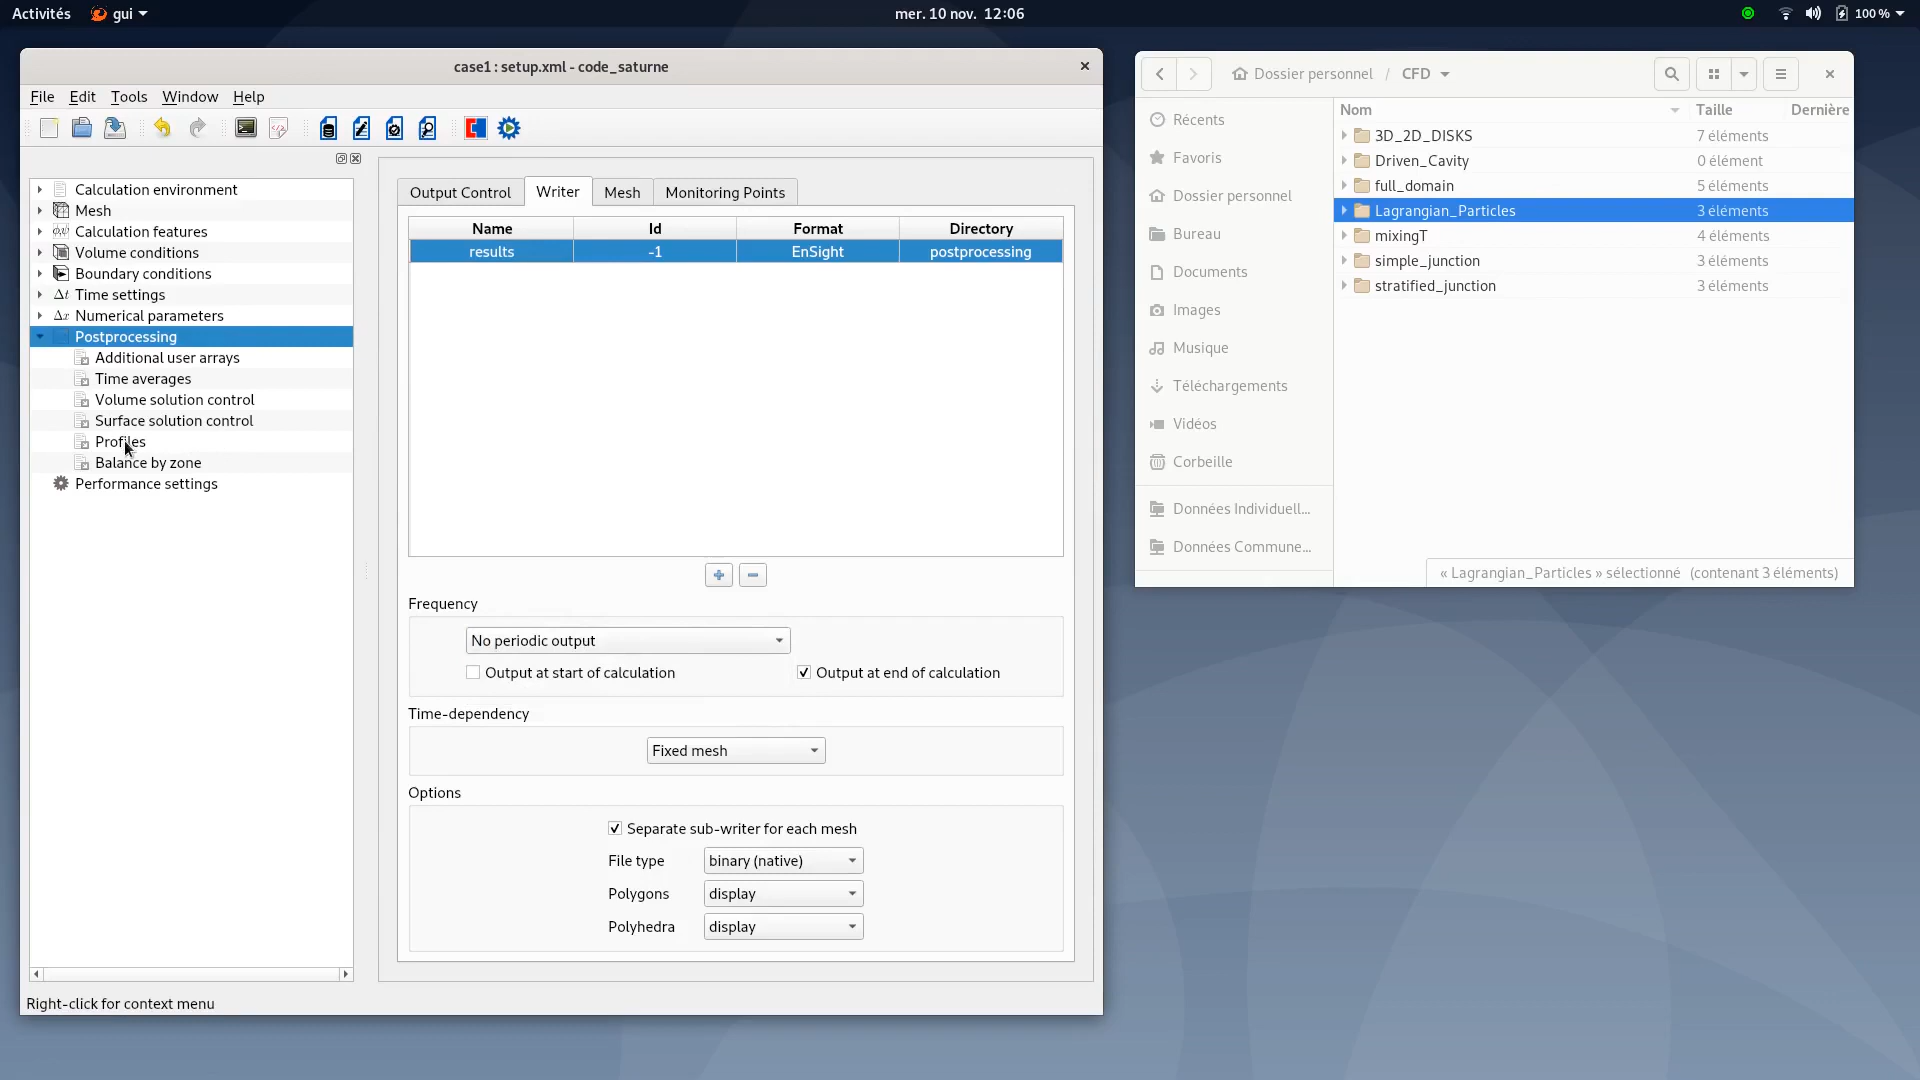 Activités
gui
mer. 10 nov. 12:06
100 %
case1 : setup.xml - code_saturne
File Edit Tools Window Help
Calculation environment
Mesh
Calculation features
Volume conditions
Boundary conditions
Δt Time settings
Δx Numerical parameters
Postprocessing
Additional user arrays
Time averages
Volume solution control
Surface solution control
Profiles
Balance by zone
Performance settings
Output Control Writer Mesh Monitoring Points
Name Id Format Directory
results -1 EnSight postprocessing
Frequency
No periodic output
Output at start of calculation Output at end of calculation
Time-dependency
Fixed mesh
Options
Separate sub-writer for each mesh
File type binary (native)
Polygons display
Polyhedra display
Right-click for context menu
Dossier personnel / CFD
Récents
Favoris
Dossier personnel
Bureau
Documents
Images
Musique
Téléchargements
Vidéos
Corbeille
Données Individuell...
Données Commune...
Nom Taille Dernière
3D_2D_DISKS 7 éléments
Driven_Cavity 0 élément
full_domain 5 éléments
Lagrangian_Particles 3 éléments
mixingT 4 éléments
simple_junction 3 éléments
stratified_junction 3 éléments
« Lagrangian_Particles » sélectionné (contenant 3 éléments)